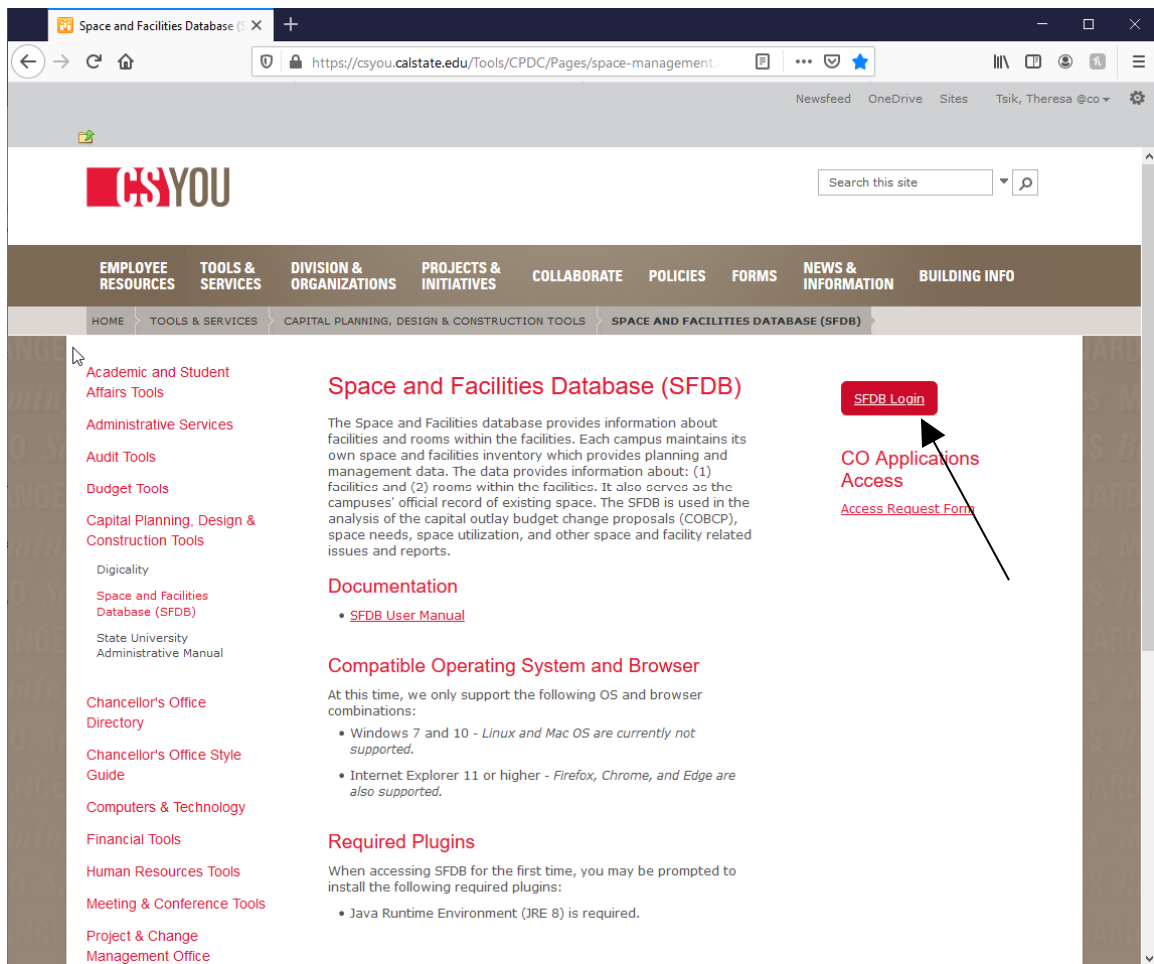 Space and Facilities Database (S
https://csyou.calstate.edu/Tools/CPDC/Pages/space-management.
Newsfeed OneDrive Sites Tsik, Theresa @co
CSYOU
Search this site
EMPLOYEE RESOURCES
TOOLS & SERVICES
DIVISION & ORGANIZATIONS
PROJECTS & INITIATIVES
COLLABORATE
POLICIES
FORMS
NEWS & INFORMATION
BUILDING INFO
HOME TOOLS & SERVICES CAPITAL PLANNING, DESIGN & CONSTRUCTION TOOLS SPACE AND FACILITIES DATABASE (SFDB)
Academic and Student
Affairs Tools
Administrative Services
Audit Tools
Budget Tools
Capital Planning, Design &
Construction Tools
Digicality
Space and Facilities
Database (SFDB)
State University
Administrative Manual
Chancellor's Office
Directory
Chancellor's Office Style
Guide
Computers & Technology
Financial Tools
Human Resources Tools
Meeting & Conference Tools
Project & Change
Management Office
Space and Facilities Database (SFDB)
The Space and Facilities database provides information about
facilities and rooms within the facilities. Each campus maintains its
own space and facilities inventory which provides planning and
management data. The data provides information about: (1)
facilities and (2) rooms within the facilities. It also serves as the
campuses' official record of existing space. The SFDB is used in the
analysis of the capital outlay budget change proposals (COBCP),
space needs, space utilization, and other space and facility related
issues and reports.
Documentation
• SFDB User Manual
Compatible Operating System and Browser
At this time, we only support the following OS and browser
combinations:
• Windows 7 and 10 - Linux and Mac OS are currently not
supported.
• Internet Explorer 11 or higher - Firefox, Chrome, and Edge are
also supported.
Required Plugins
When accessing SFDB for the first time, you may be prompted to
install the following required plugins:
• Java Runtime Environment (JRE 8) is required.
SFDB Login
CO Applications
Access
Access Request Form